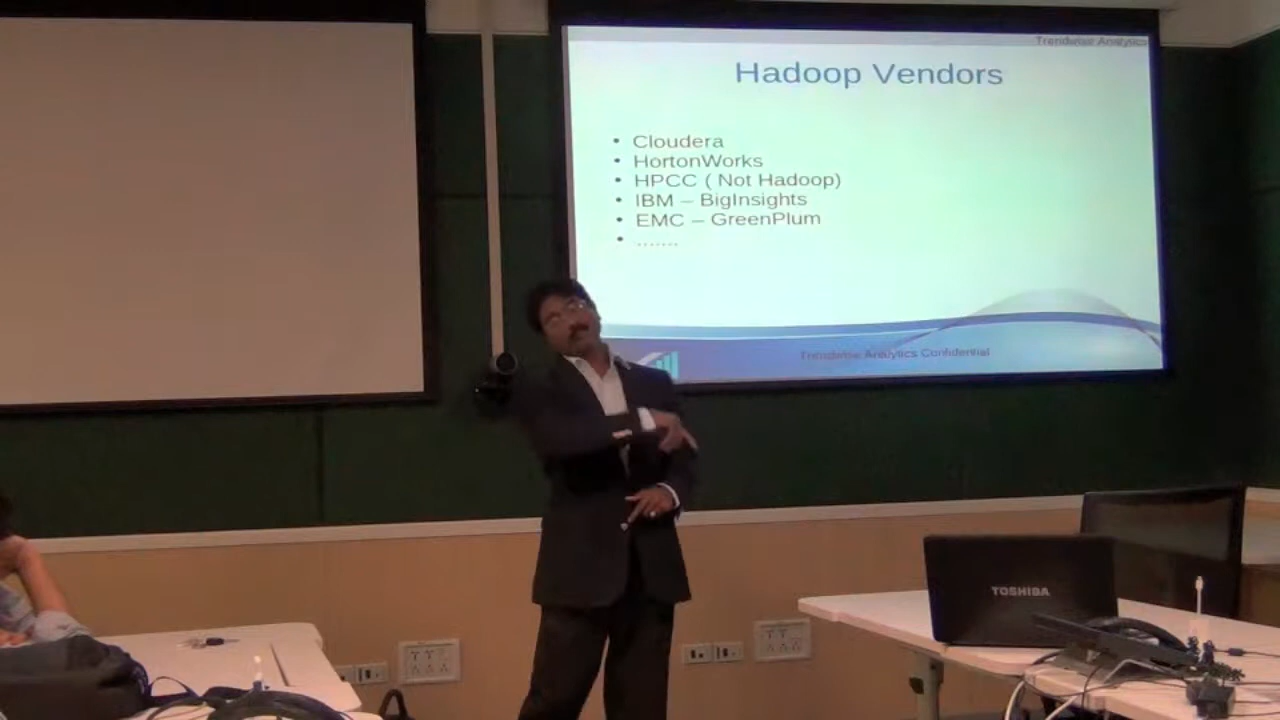 Trendwise Analytics
Hadoop Vendors
• Cloudera
• HortonWorks
• HPCC ( Not Hadoop)
• IBM – BigInsights
• EMC – GreenPlum
• .......
Trendwise Analytics Confidential
TOSHIBA